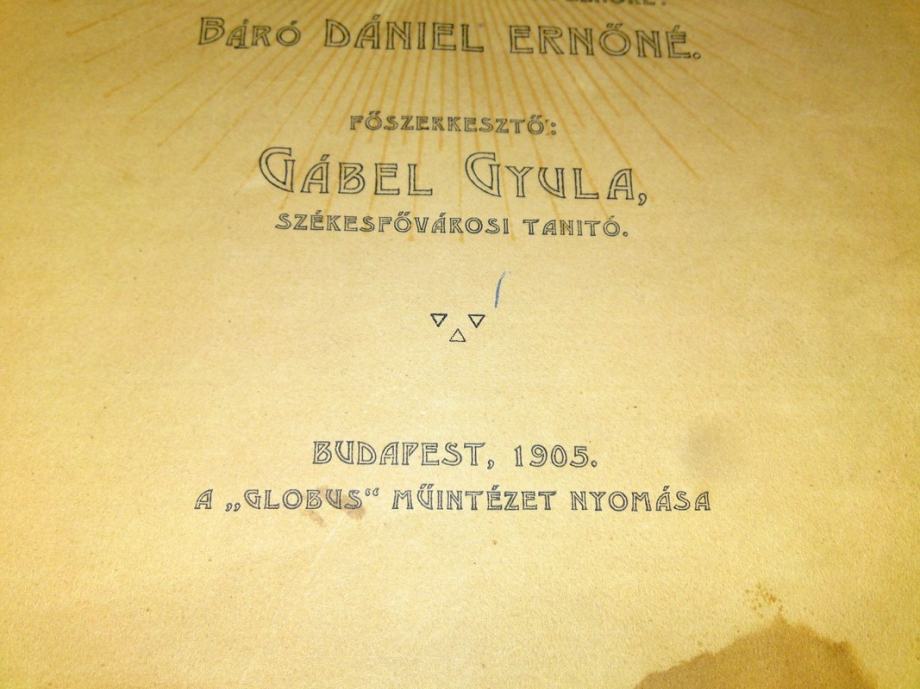 BÁRÓ DÁNIEL ERNŐNÉ.
FŐSZERKESZTŐ:
GÁBEL GYULA,
SZÉKESFŐVÁROSI TANITÓ.
BUDAPEST, 1905.
A „GLOBUS“ MŰINTÉZET NYOMÁSA